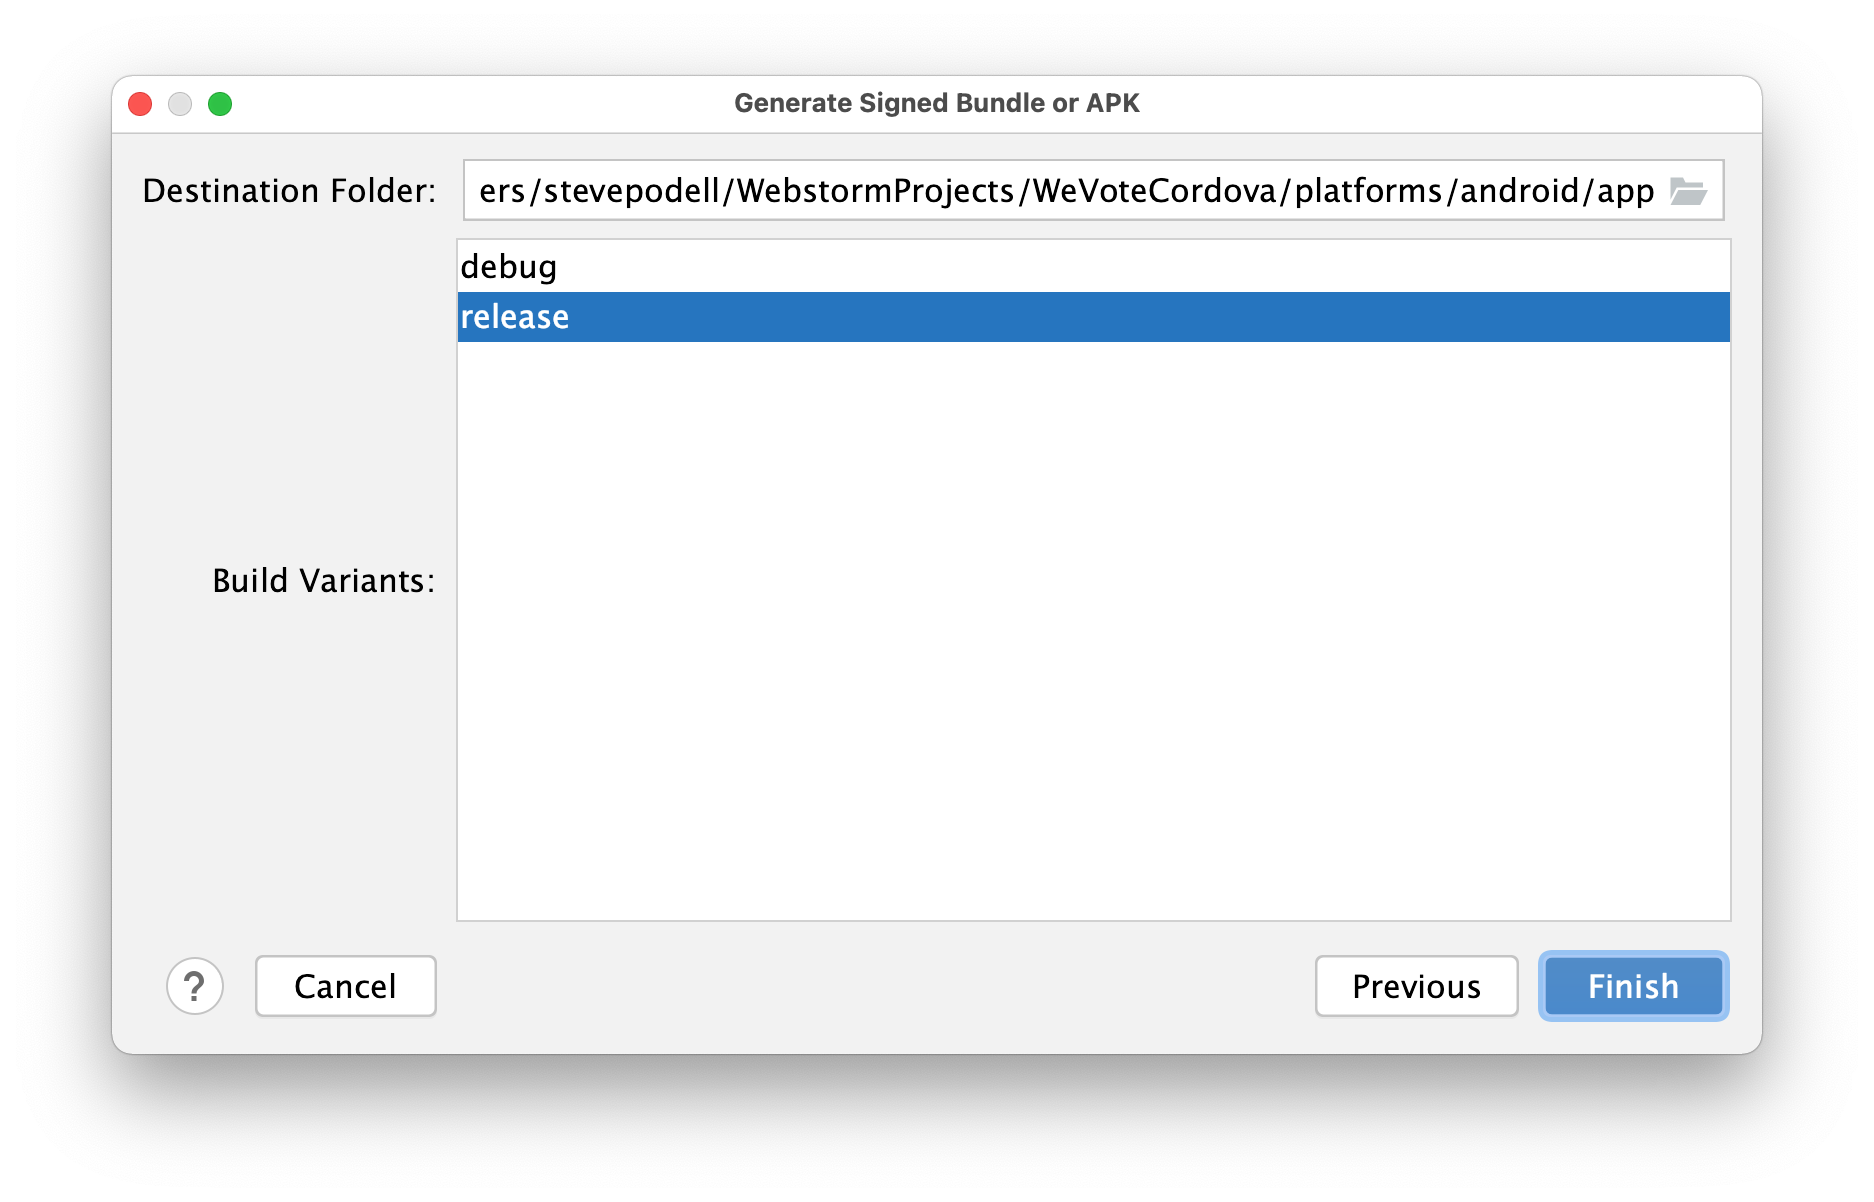 Generate Signed Bundle or APK
Destination Folder: ers/stevepodell/WebstormProjects/WeVoteCordova/platforms/android/app
debug
release
Build Variants:
? Cancel Previous Finish